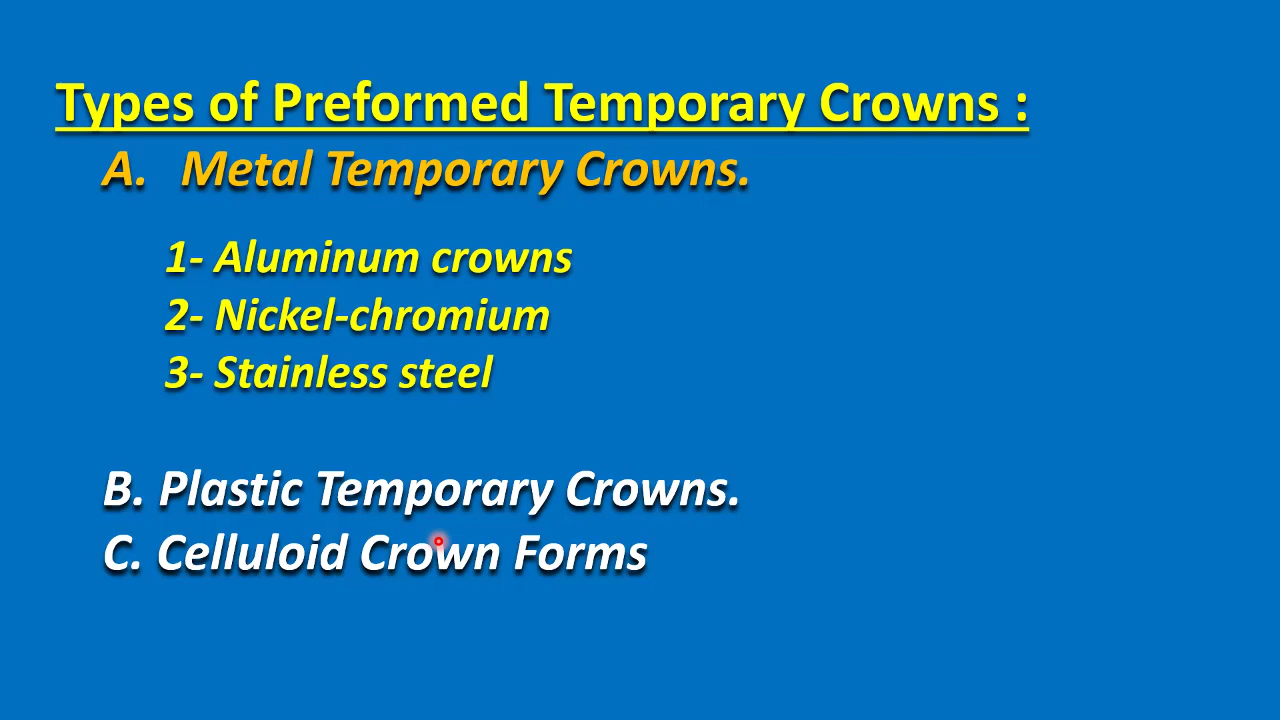 Types of Preformed Temporary Crowns :
A. Metal Temporary Crowns.
1- Aluminum crowns
2- Nickel-chromium
3- Stainless steel
B. Plastic Temporary Crowns.
C. Celluloid Crown Forms